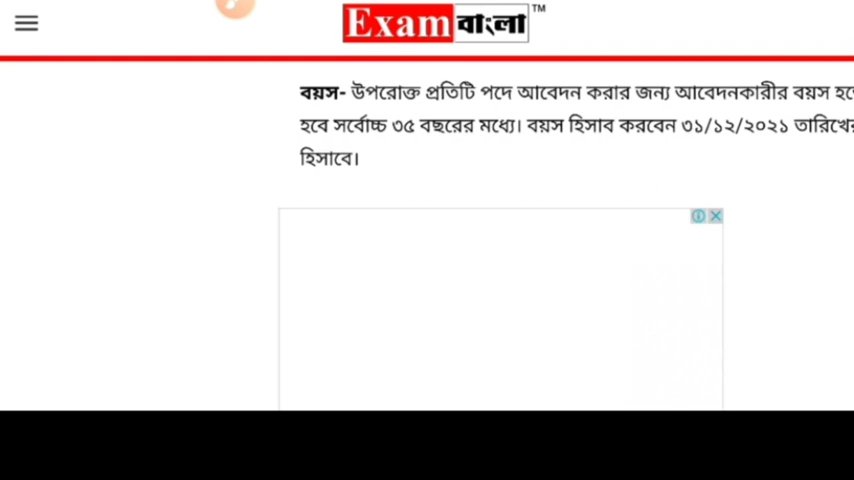 Exam বাংলা TM
বয়স- উপরোক্ত প্রতিটি পদে আবেদন করার জন্য আবেদনকারীর বয়স
হবে সর্বোচ্চ ৩৫ বছরের মধ্যে। বয়স হিসাব করবেন ৩১/১২/২০২১ তারিখের
হিসাবে।